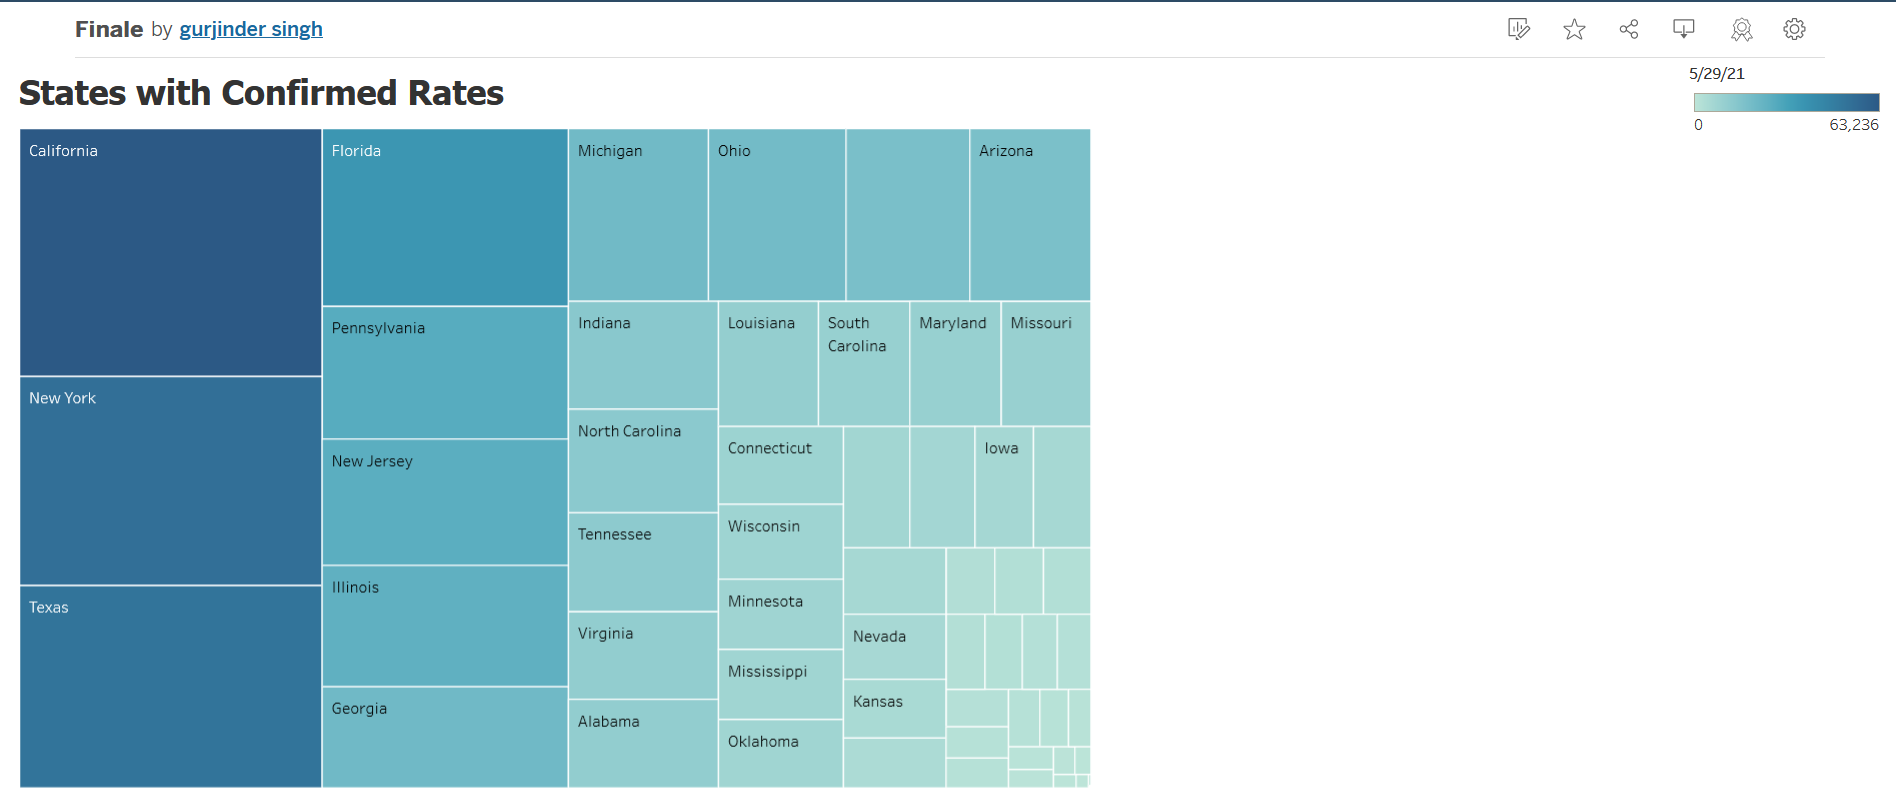 Finale by gurjinder singh
States with Confirmed Rates
5/29/21
0 63,236
California
Florida
Michigan
Ohio
Arizona
Pennsylvania
Indiana
Louisiana
South
Carolina
Maryland
Missouri
New York
North Carolina
Connecticut
Iowa
New Jersey
Tennessee
Wisconsin
Illinois
Texas
Virginia
Minnesota
Nevada
Mississippi
Kansas
Georgia
Alabama
Oklahoma